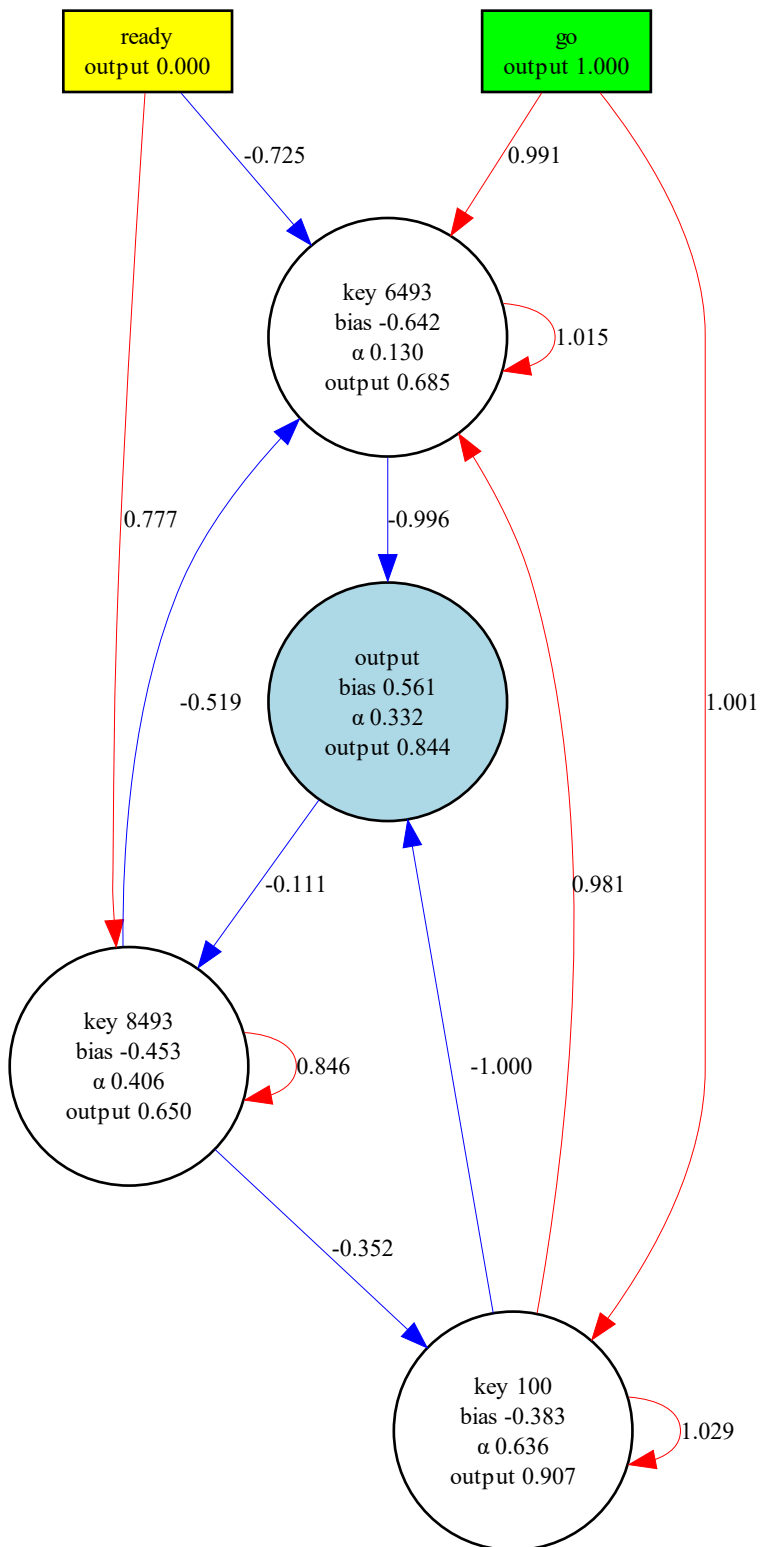 ready
output 0.000
go
output 1.000
-0.725
0.991
key 6493
bias -0.642
α 0.130
output 0.685
1.015
0.777
-0.996
output
bias 0.561
α 0.332
output 0.844
-0.519
1.001
-0.111
0.981
key 8493
bias -0.453
α 0.406
output 0.650
0.846
-1.000
-0.352
key 100
bias -0.383
α 0.636
output 0.907
1.029